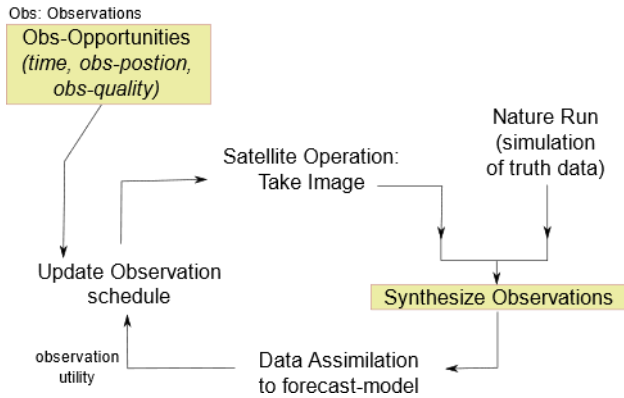 Obs: Observations
Obs-Opportunities
(time, obs-postion,
obs-quality)
Nature Run
(simulation
of truth data)
Satellite Operation:
Take Image
Update Observation
schedule
Synthesize Observations
observation
utility
Data Assimilation
to forecast-model